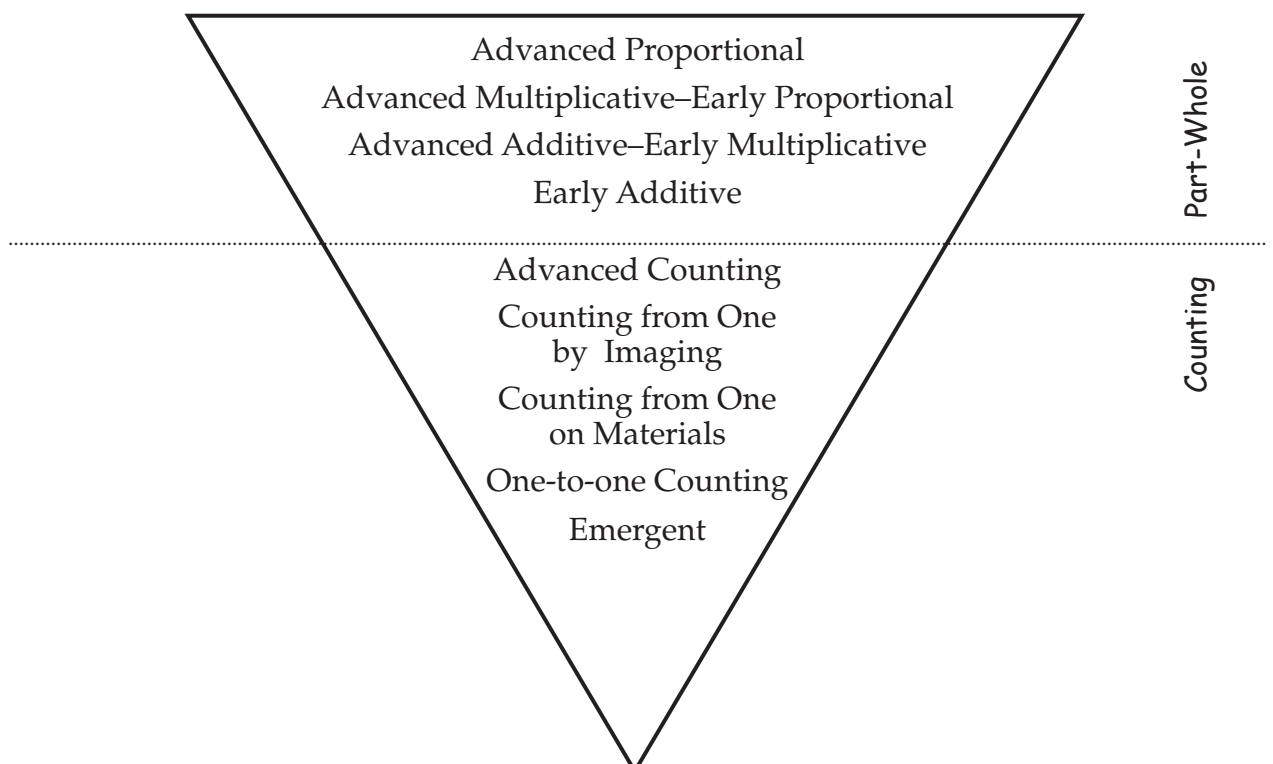 Advanced Proportional
Advanced Multiplicative–Early Proportional
Advanced Additive–Early Multiplicative
Early Additive
Part-Whole
Advanced Counting
Counting from One
by Imaging
Counting from One
on Materials
One-to-one Counting
Emergent
Counting